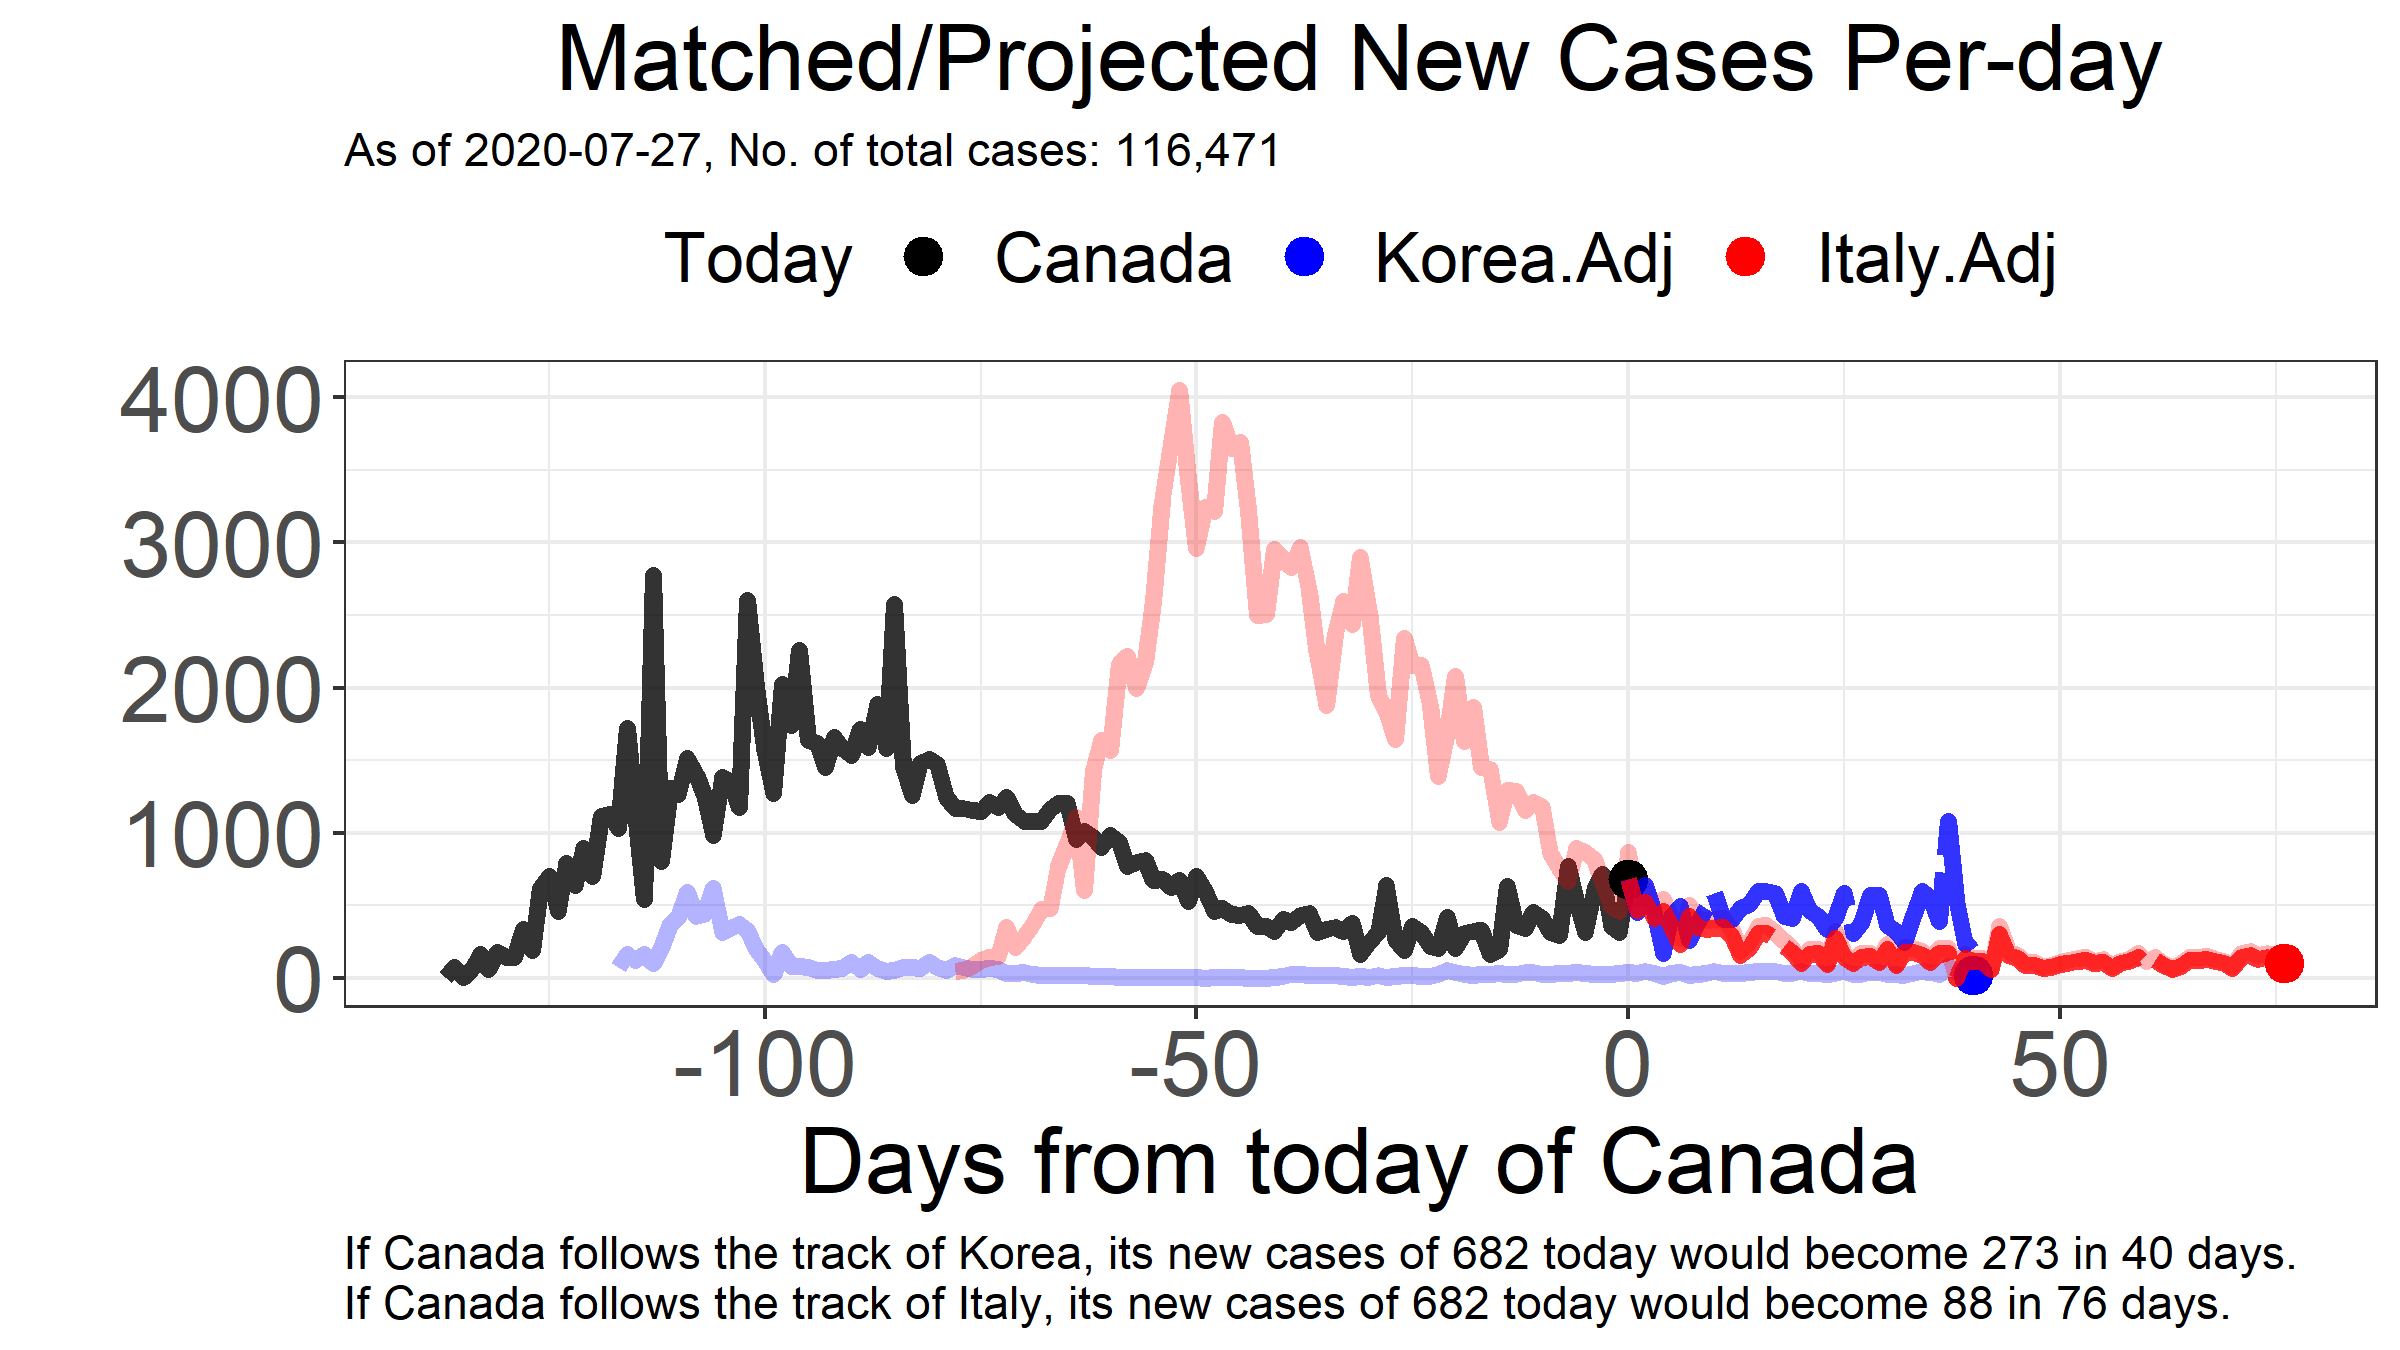 Matched/Projected New Cases Per-day
As of 2020-07-27, No. of total cases: 116,471
Today Canada Korea.Adj Italy.Adj
4000
3000
2000
1000
0
-100 -50 0 50
Days from today of Canada
If Canada follows the track of Korea, its new cases of 682 today would become 273 in 40 days.
If Canada follows the track of Italy, its new cases of 682 today would become 88 in 76 days.